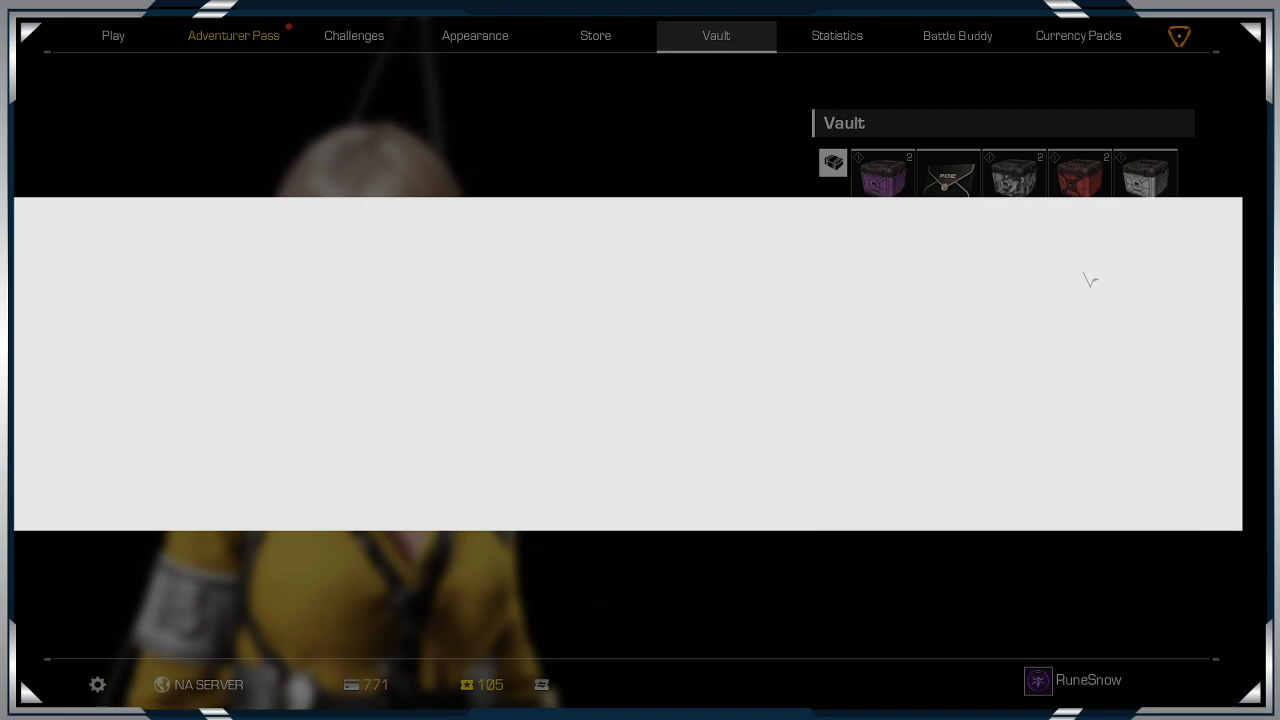 Play Adventurer Pass Challenges Appearance Store Vault Statistics Battle Buddy Currency Packs
Vault
2 2 2
ROE
NA SERVER 771 105 RuneSnow